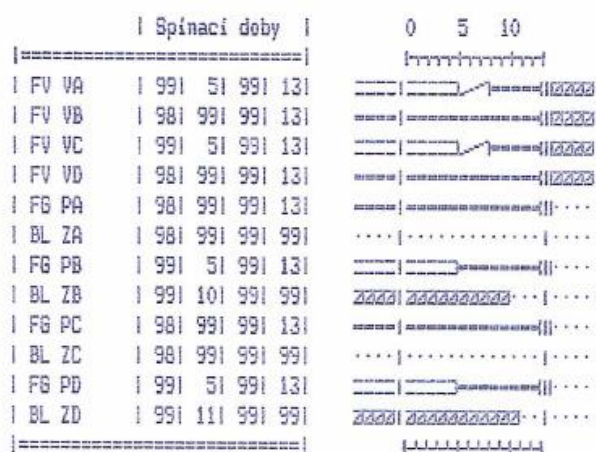 | Spínací doby | 0 5 10
|============================|
| FV VA | 99| 5| 99| 13|
| FV VB | 98| 99| 99| 13|
| FV VC | 99| 5| 99| 13|
| FV VD | 98| 99| 99| 13|
| FG PA | 98| 99| 99| 13|
| BL ZA | 98| 99| 99| 99|
| FG PB | 99| 5| 99| 13|
| BL ZB | 99| 10| 99| 99|
| FG PC | 98| 99| 99| 13|
| BL ZC | 98| 99| 99| 99|
| FG PD | 99| 5| 99| 13|
| BL ZD | 99| 11| 99| 99|
|============================|